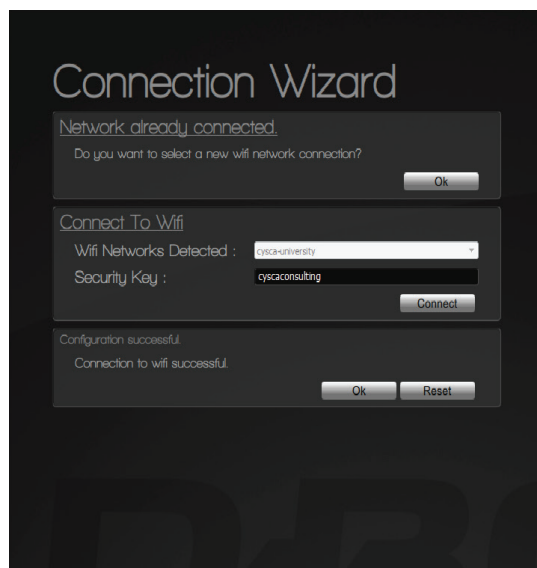 Connection Wizard
Network already connected.
Do you want to select a new wifi network connection?
Ok
Connect To Wifi
Wifi Networks Detected : cysca-university
Security Key : cyscaconsulting
Connect
Configuration successful.
Connection to wifi successful.
Ok Reset